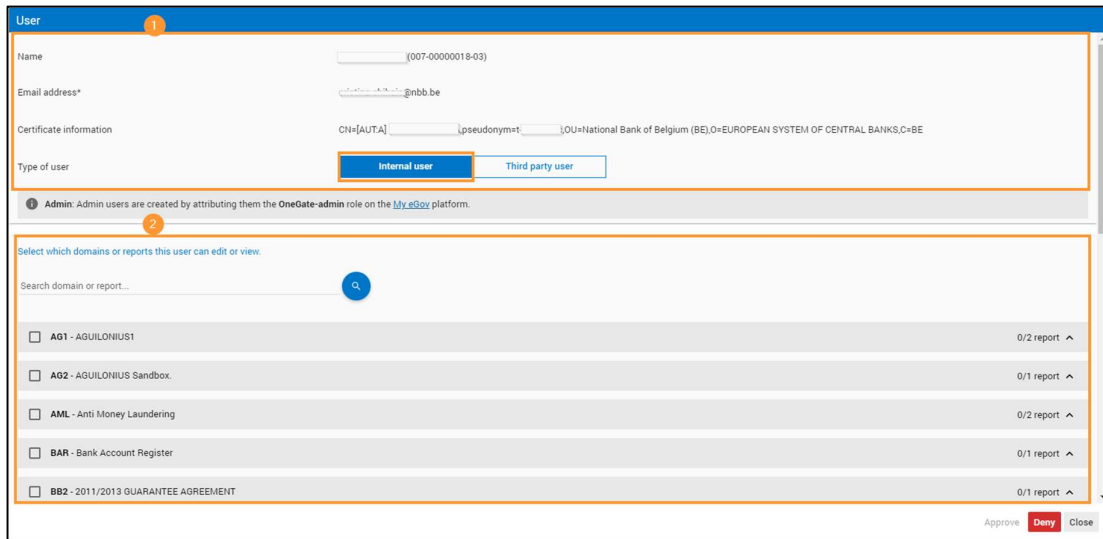 User
1
Name
(007-00000018-03)
Email address*
@nbb.be
Certificate information
CN=[AUT:A] ,pseudonym=t ,OU=National Bank of Belgium (BE),O=EUROPEAN SYSTEM OF CENTRAL BANKS,C=BE
Type of user
Internal user
Third party user
Admin: Admin users are created by attributing them the OneGate-admin role on the My eGov platform.
2
Select which domains or reports this user can edit or view.
Search domain or report...
AG1 - AGUILONIUS1
0/2 report
AG2 - AGUILONIUS Sandbox.
0/1 report
AML - Anti Money Laundering
0/2 report
BAR - Bank Account Register
0/1 report
BB2 - 2011/2013 GUARANTEE AGREEMENT
0/1 report
Approve
Deny
Close